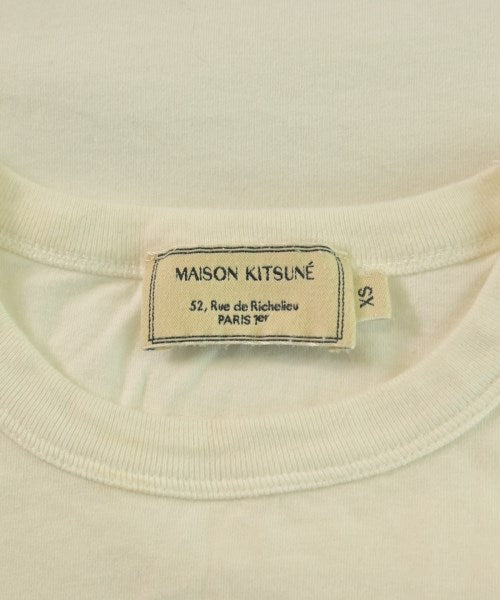 MAISON KITSUNÉ
52, Rue de Richelieu
PARIS 1er
XS